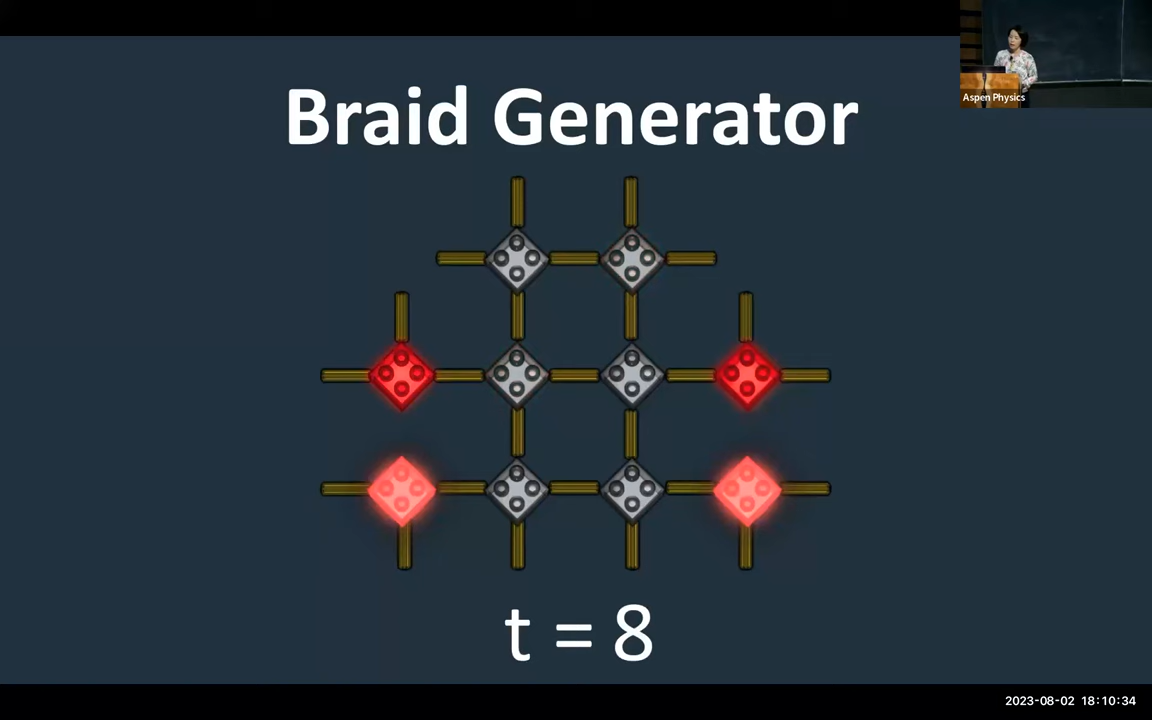 Aspen Physics
Braid Generator
t = 8
2023-08-02 18:10:34